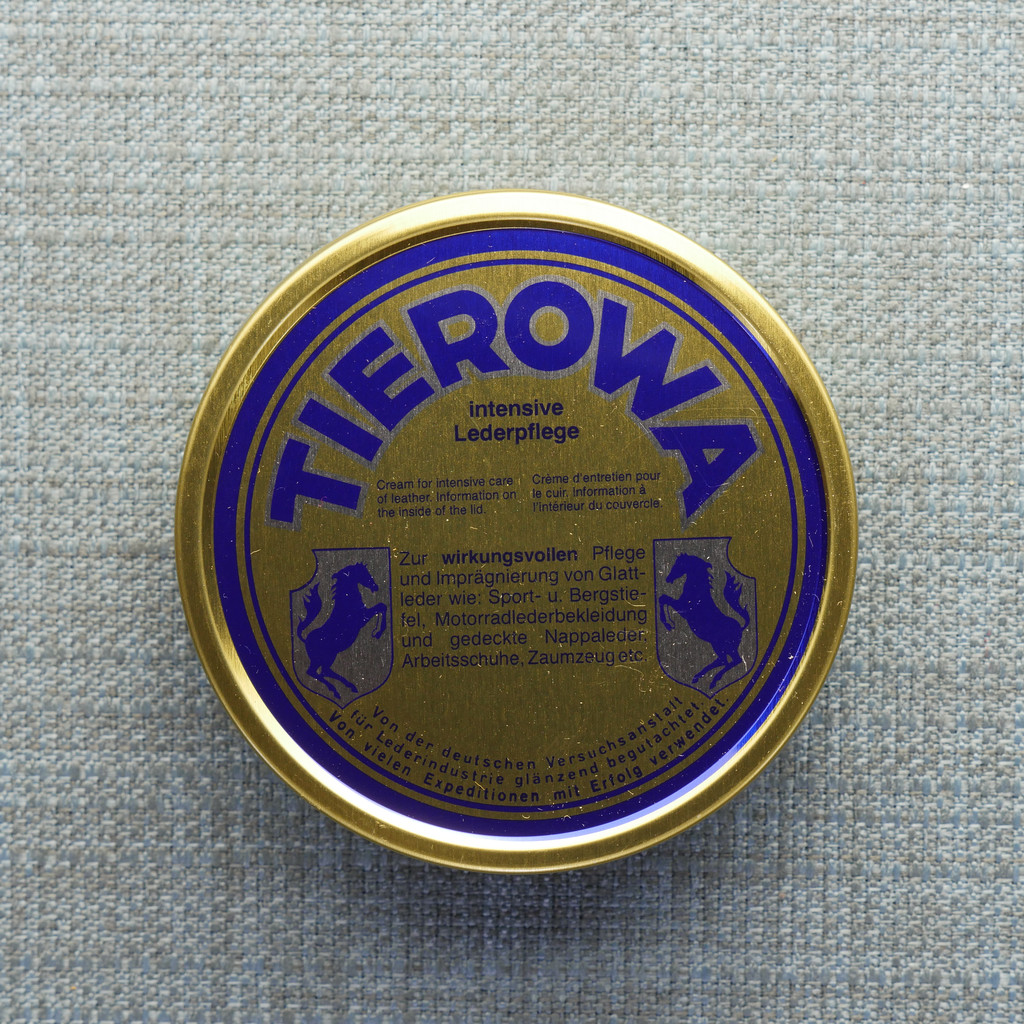 TIEROWA
intensive
Lederpflege
Cream for intensive care
of leather. Information on
the inside of the lid.
Crème d'entretien pour
le cuir. Information à
l'intérieur du couvercle.
Zur wirkungsvollen Pflege
und Imprägnierung von Glatt-
leder wie: Sport- u. Bergstie-
fel, Motorradlederbekleidung
und gedeckte Nappaleder,
Arbeitsschuhe, Zaumzeug etc.
Von der deutschen Versuchsanstalt
für Lederindustrie glänzend begutachtet.
Von vielen Expeditionen mit Erfolg verwendet.